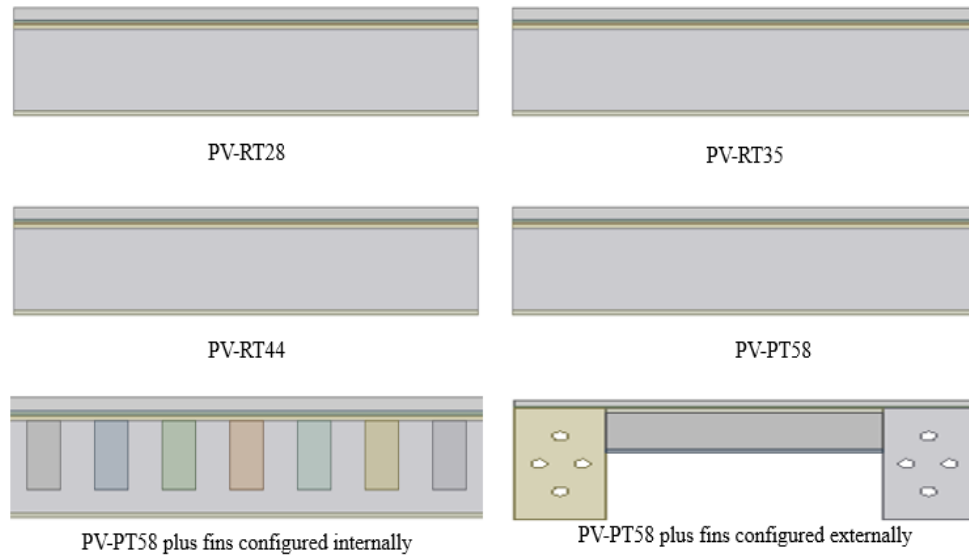 PV-RT28
PV-RT35
PV-RT44
PV-PT58
PV-PT58 plus fins configured internally
PV-PT58 plus fins configured externally